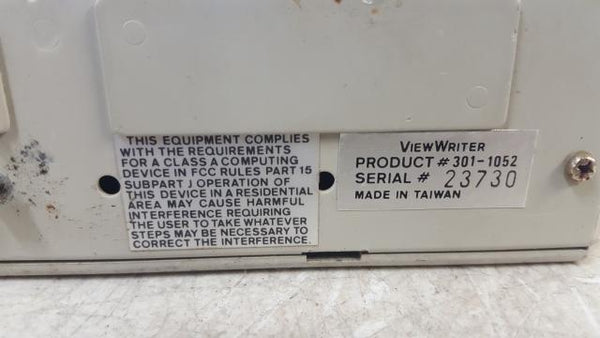 THIS EQUIPMENT COMPLIES
WITH THE REQUIREMENTS
FOR A CLASS A COMPUTING
DEVICE IN FCC RULES PART 15
SUBPART J OPERATION OF
THIS DEVICE IN A RESIDENTIAL
AREA MAY CAUSE HARMFUL
INTERFERENCE REQUIRING
THE USER TO TAKE WHATEVER
STEPS MAY BE NECESSARY TO
CORRECT THE INTERFERENCE.
VIEWWRITER
PRODUCT # 301-1052
SERIAL # 23730
MADE IN TAIWAN